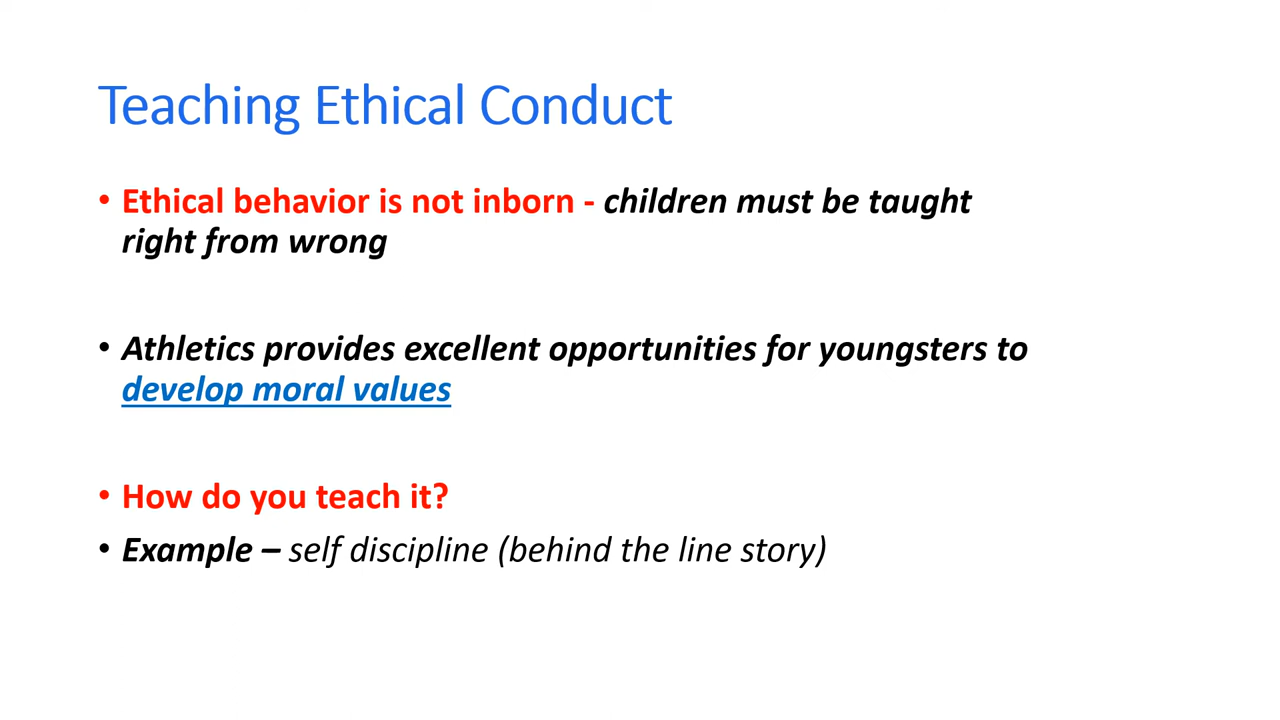 Teaching Ethical Conduct
• Ethical behavior is not inborn - children must be taught
right from wrong
• Athletics provides excellent opportunities for youngsters to
develop moral values
• How do you teach it?
• Example – self discipline (behind the line story)